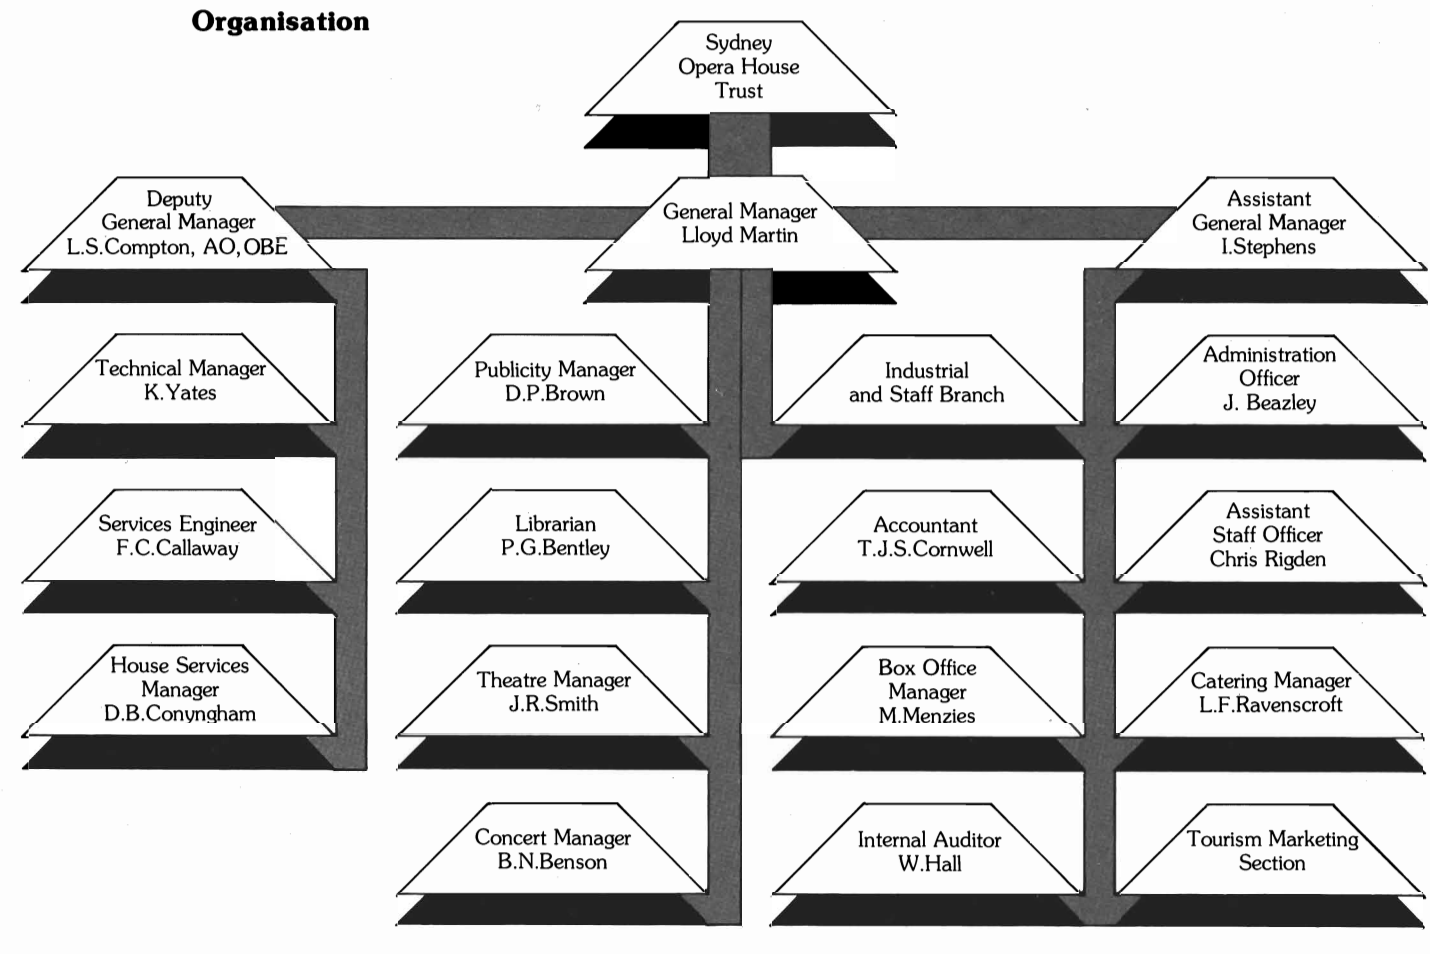 Organisation
Sydney
Opera House
Trust
Deputy
General Manager
L.S.Compton, AO,OBE
General Manager
Lloyd Martin
Assistant
General Manager
I.Stephens
Technical Manager
K.Yates
Publicity Manager
D.P.Brown
Industrial
and Staff Branch
Administration
Officer
J. Beazley
Services Engineer
F.C.Callaway
Librarian
P.G.Bentley
Accountant
T.J.S.Cornwell
Assistant
Staff Officer
Chris Rigden
House Services
Manager
D.B.Conyngham
Theatre Manager
J.R.Smith
Box Office
Manager
M.Menzies
Catering Manager
L.F.Ravenscroft
Concert Manager
B.N.Benson
Internal Auditor
W.Hall
Tourism Marketing
Section